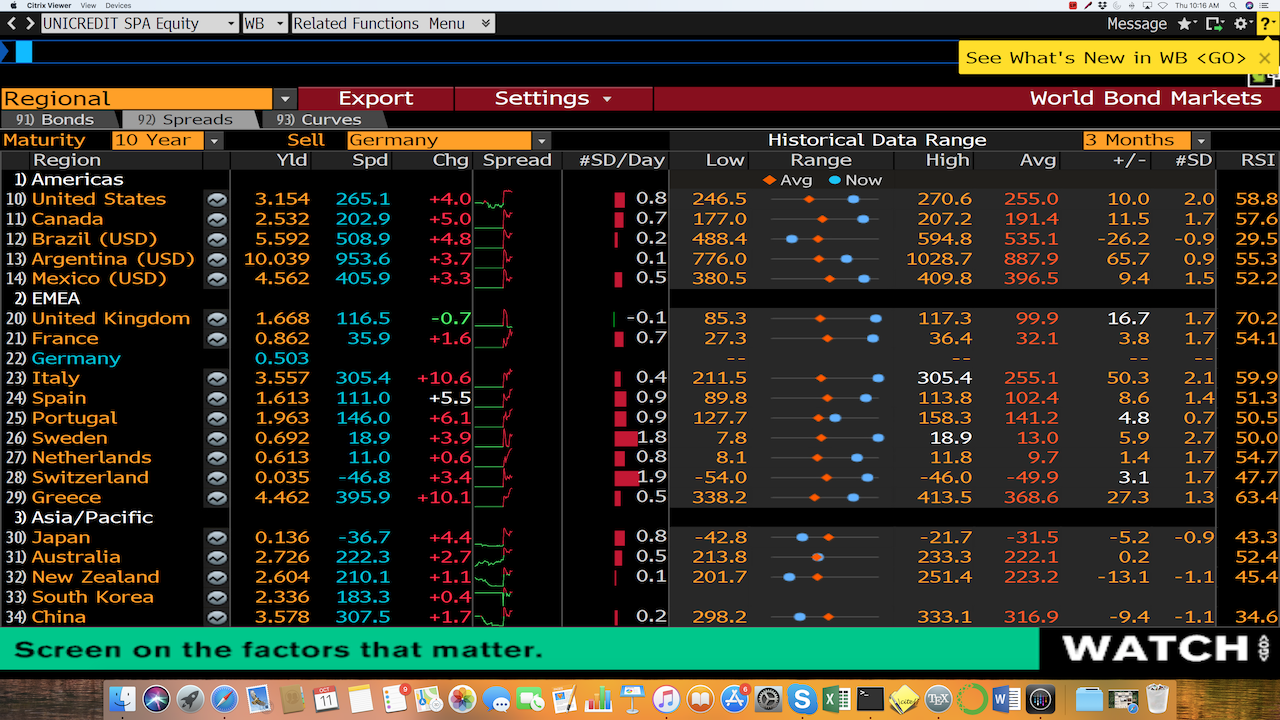 Citrix Viewer View Devices Thu 10:16 AM
UNICREDIT SPA Equity WB Related Functions Menu Message ?
See What's New in WB <GO> ×
Regional Export Settings World Bond Markets
91) Bonds 92) Spreads 93) Curves
Maturity 10 Year Sell Germany Historical Data Range 3 Months
Region Yld Spd Chg Spread #SD/Day Low Range High Avg +/- #SD RSI
1) Americas Avg Now
10) United States 3.154 265.1 +4.0 0.8 246.5 270.6 255.0 10.0 2.0 58.8
11) Canada 2.532 202.9 +5.0 0.7 177.0 207.2 191.4 11.5 1.7 57.6
12) Brazil (USD) 5.592 508.9 +4.8 0.2 488.4 594.8 535.1 -26.2 -0.9 29.5
13) Argentina (USD) 10.039 953.6 +3.7 0.1 776.0 1028.7 887.9 65.7 0.9 55.3
14) Mexico (USD) 4.562 405.9 +3.3 0.5 380.5 409.8 396.5 9.4 1.5 52.2
2) EMEA
20) United Kingdom 1.668 116.5 -0.7 -0.1 85.3 117.3 99.9 16.7 1.7 70.2
21) France 0.862 35.9 +1.6 0.7 27.3 36.4 32.1 3.8 1.7 54.1
22) Germany 0.503 -- -- -- -- --
23) Italy 3.557 305.4 +10.6 0.4 211.5 305.4 255.1 50.3 2.1 59.9
24) Spain 1.613 111.0 +5.5 0.9 89.8 113.8 102.4 8.6 1.4 51.3
25) Portugal 1.963 146.0 +6.1 0.9 127.7 158.3 141.2 4.8 0.7 50.5
26) Sweden 0.692 18.9 +3.9 1.8 7.8 18.9 13.0 5.9 2.7 50.0
27) Netherlands 0.613 11.0 +0.6 0.8 8.1 11.8 9.7 1.4 1.7 54.7
28) Switzerland 0.035 -46.8 +3.4 1.9 -54.0 -46.0 -49.9 3.1 1.7 47.7
29) Greece 4.462 395.9 +10.1 0.5 338.2 413.5 368.6 27.3 1.3 63.4
3) Asia/Pacific
30) Japan 0.136 -36.7 +4.4 0.8 -42.8 -21.7 -31.5 -5.2 -0.9 43.3
31) Australia 2.726 222.3 +2.7 0.5 213.8 233.3 222.1 0.2 52.4
32) New Zealand 2.604 210.1 +1.1 0.1 201.7 251.4 223.2 -13.1 -1.1 45.4
33) South Korea 2.336 183.3 +0.4
34) China 3.578 307.5 +1.7 0.2 298.2 333.1 316.9 -9.4 -1.1 34.6
Screen on the factors that matter. WATCH
OCT 11 9 6 TEX